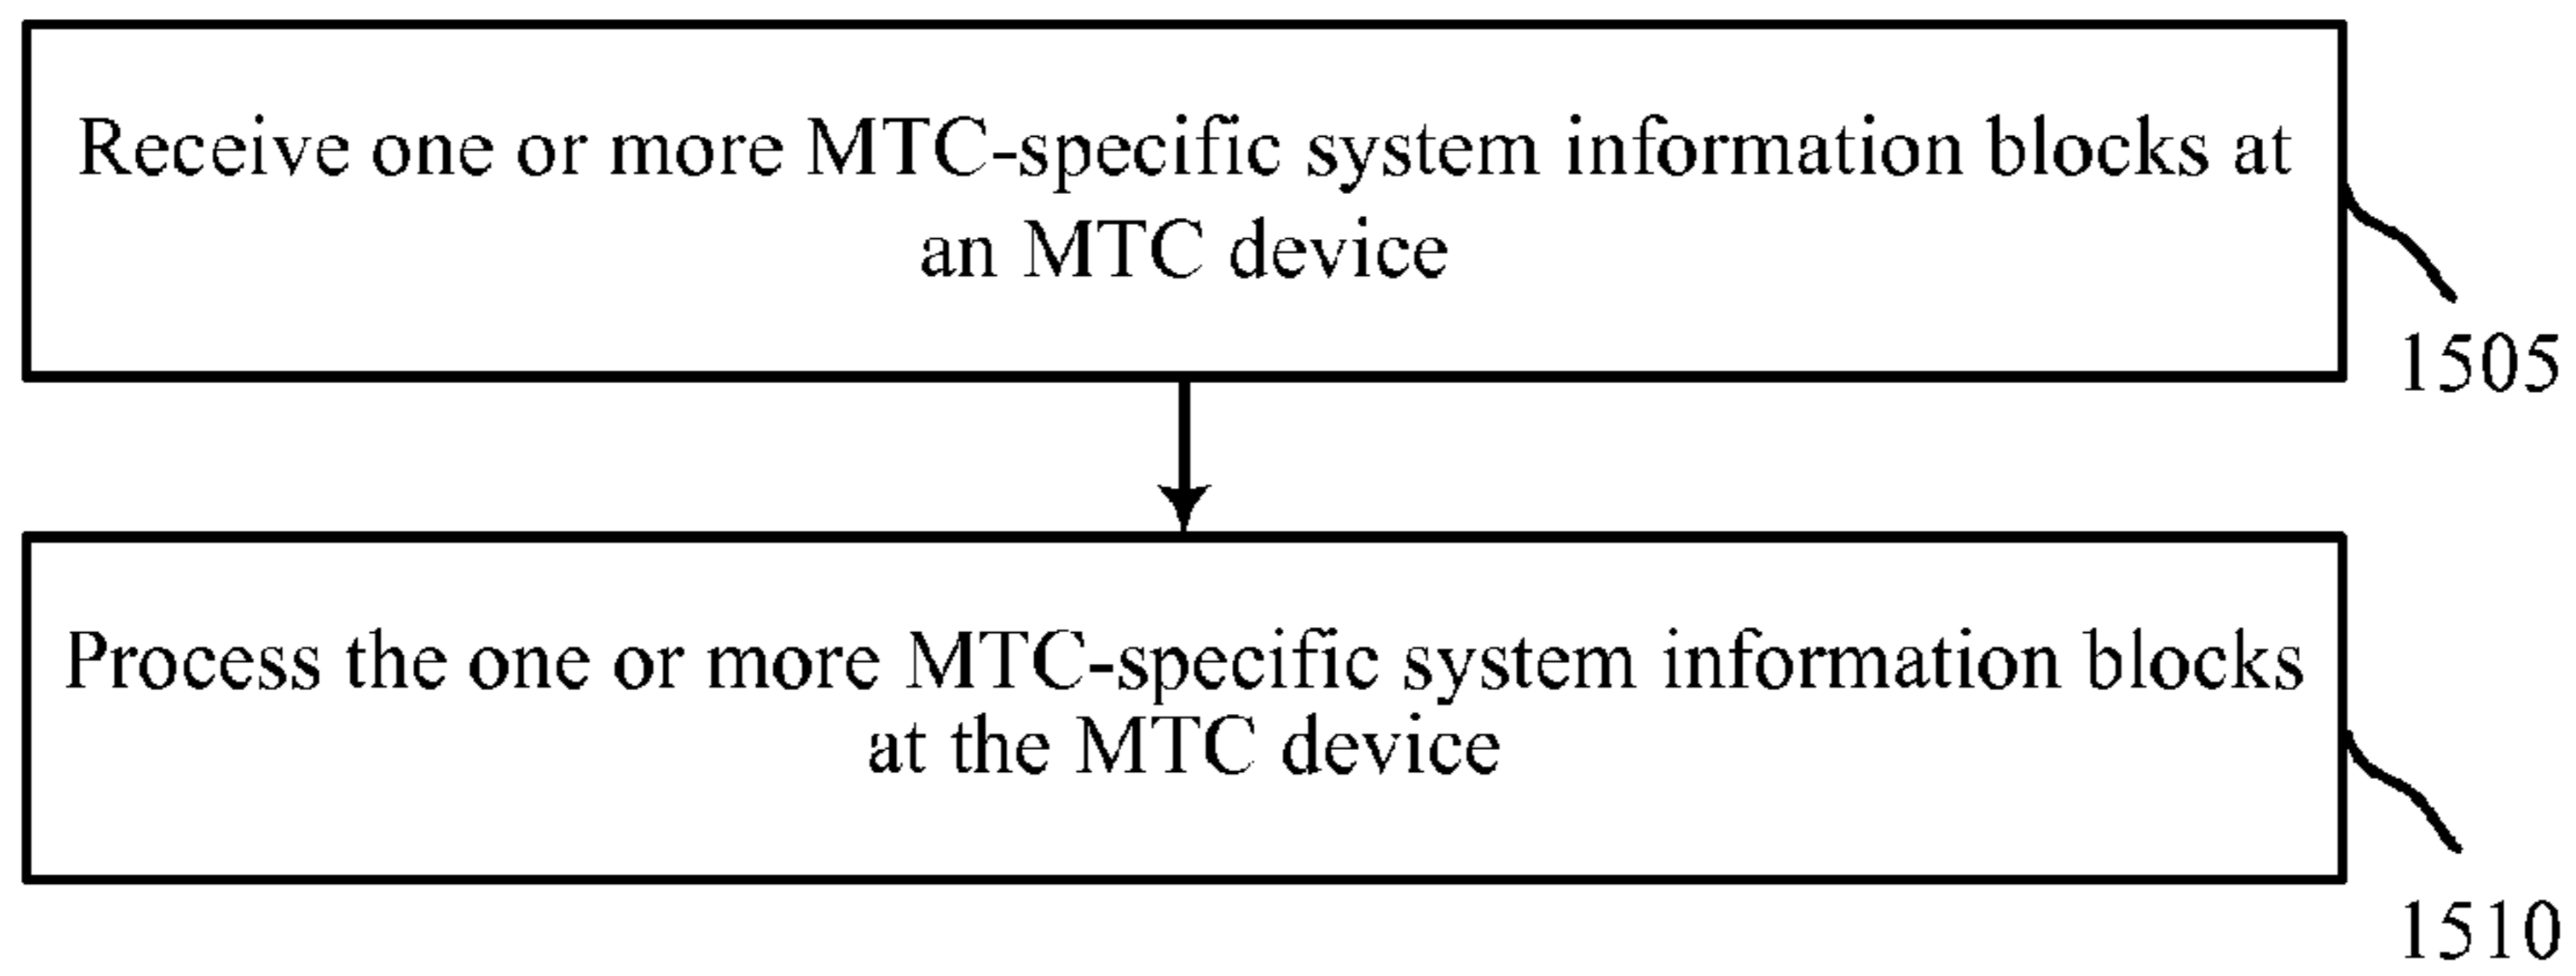 Receive one or more MTC-specific system information blocks at
an MTC device
1505
Process the one or more MTC-specific system information blocks
at the MTC device
1510